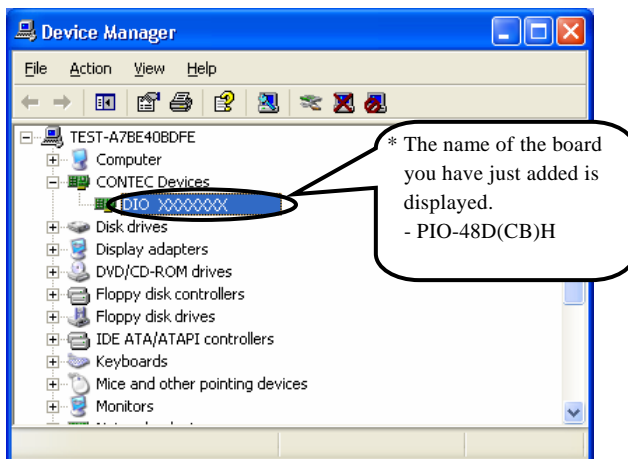 Device Manager
File Action View Help
TEST-A7BE40BDFE
Computer
CONTEC Devices
DIO XXXXXXXX
Disk drives
Display adapters
DVD/CD-ROM drives
Floppy disk controllers
Floppy disk drives
IDE ATA/ATAPI controllers
Keyboards
Mice and other pointing devices
Monitors
* The name of the board
you have just added is
displayed.
- PIO-48D(CB)H